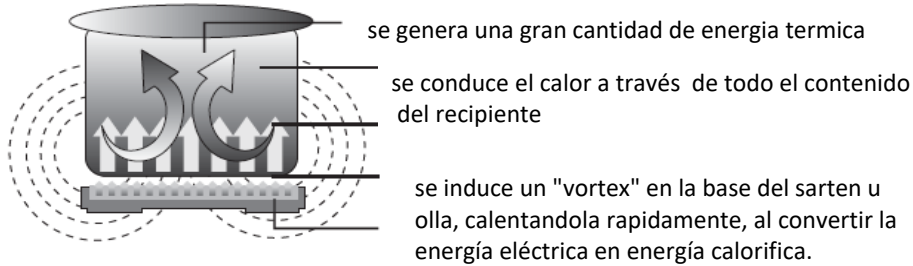 se genera una gran cantidad de energia termica
se conduce el calor a través de todo el contenido
del recipiente
se induce un "vortex" en la base del sarten u
olla, calentandola rapidamente, al convertir la
energía eléctrica en energía calorifica.